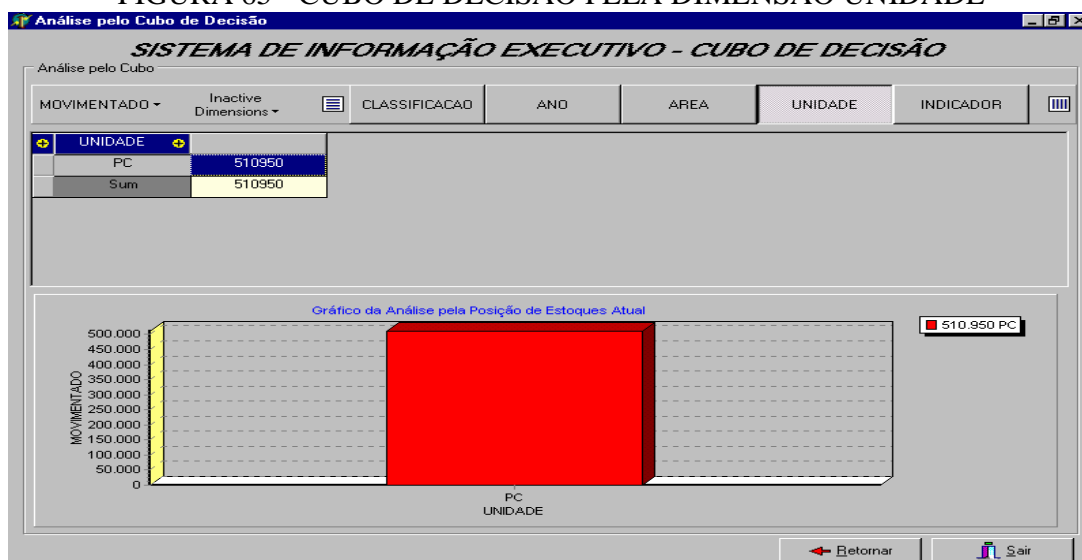 Análise pelo Cubo de Decisão
SISTEMA DE INFORMAÇÃO EXECUTIVO - CUBO DE DECISÃO
Análise pelo Cubo
MOVIMENTADO Inactive Dimensions CLASSIFICACAO ANO AREA UNIDADE INDICADOR
UNIDADE
PC 510950
Sum 510950
Gráfico da Análise pela Posição de Estoques Atual
510.950 PC
500.000
450.000
400.000
350.000
300.000
250.000
200.000
150.000
100.000
50.000
0
MOVIMENTADO
PC
UNIDADE
Retornar Sair